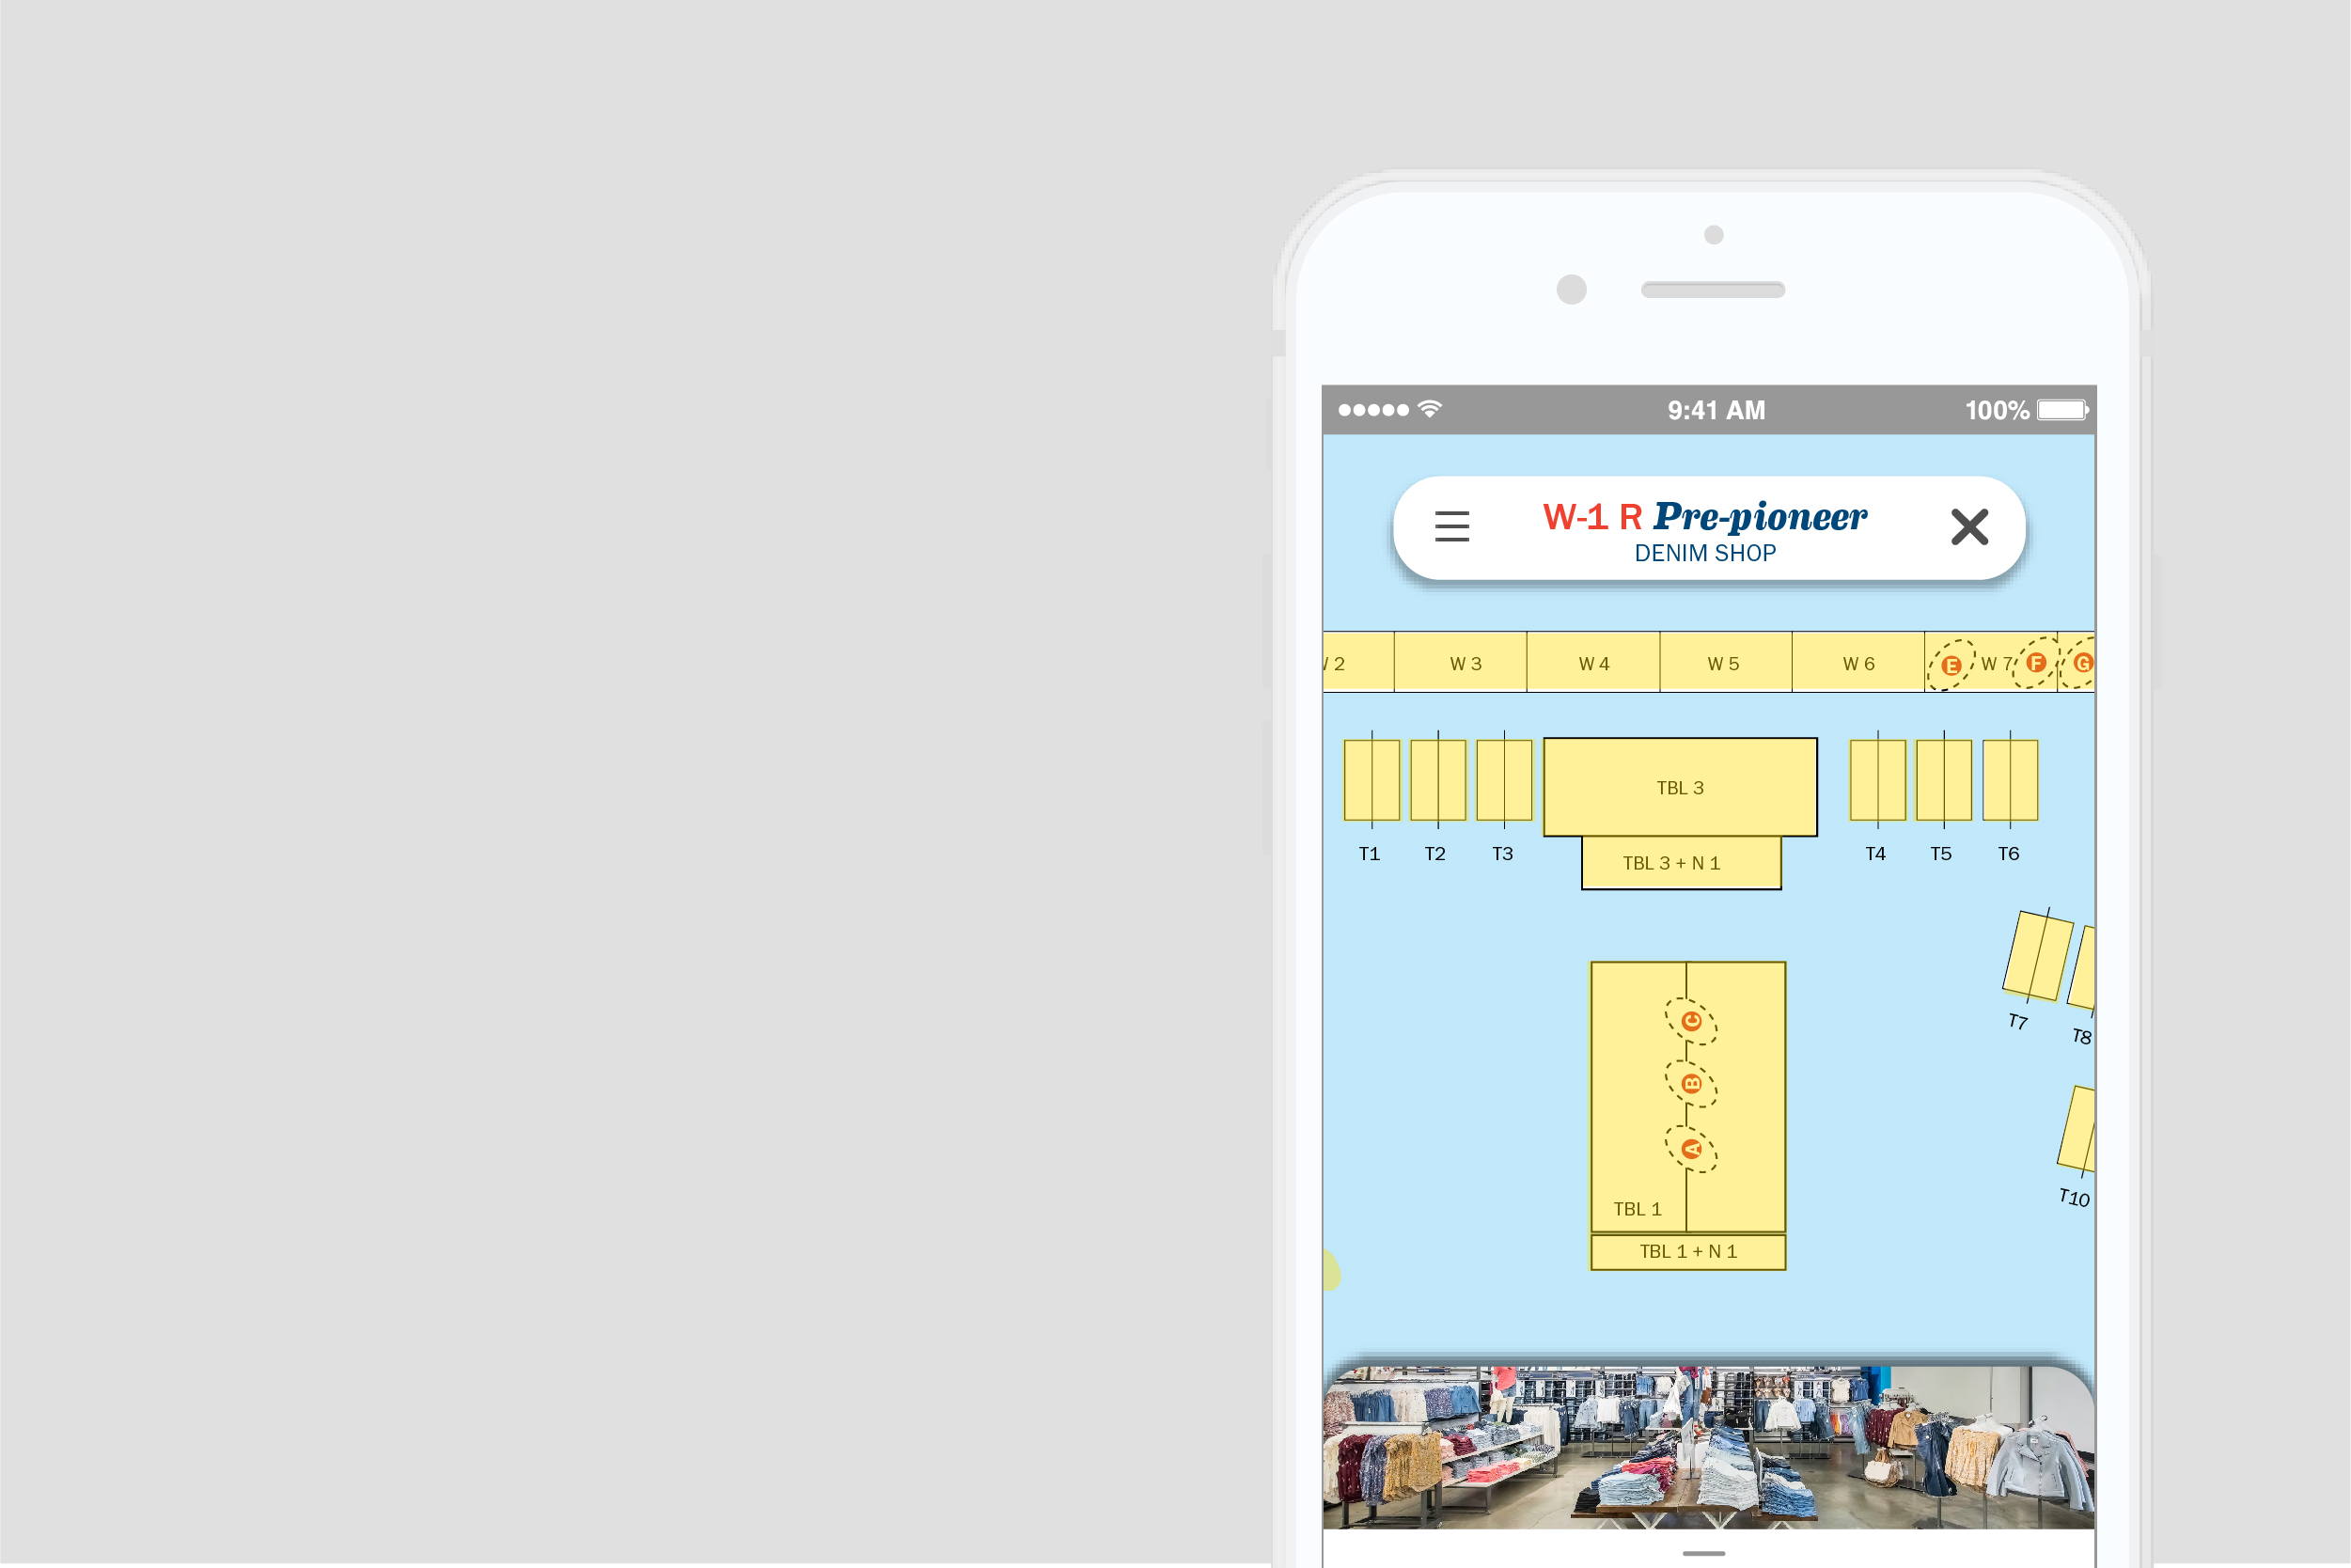 9:41 AM
100%
W-1 R Pre-pioneer
DENIM SHOP
2
W 3
W 4
W 5
W 6
E
W 7
F
G
TBL 3
TBL 3 + N 1
T1
T2
T3
T4
T5
T6
T7
T8
C
B
A
TBL 1
TBL 1 + N 1
T10